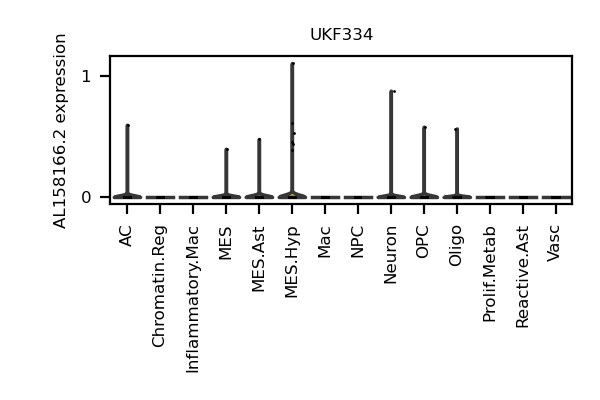 UKF334
AL158166.2 expression
1
0
AC
Chromatin.Reg
Inflammatory.Mac
MES
MES.Ast
MES.Hyp
Mac
NPC
Neuron
OPC
Oligo
Prolif.Metab
Reactive.Ast
Vasc